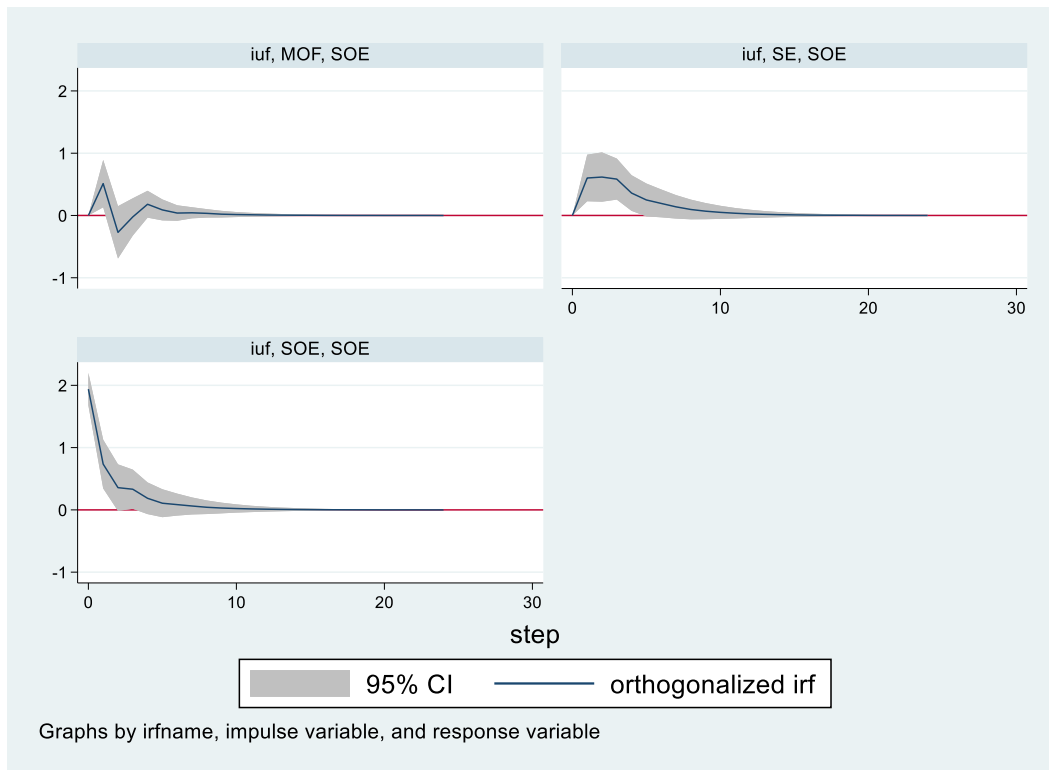 iuf, MOF, SOE
iuf, SE, SOE
2
1
0
-1
0 10 20 30
iuf, SOE, SOE
2
1
0
-1
0 10 20 30
step
95% CI orthogonalized irf
Graphs by irfname, impulse variable, and response variable